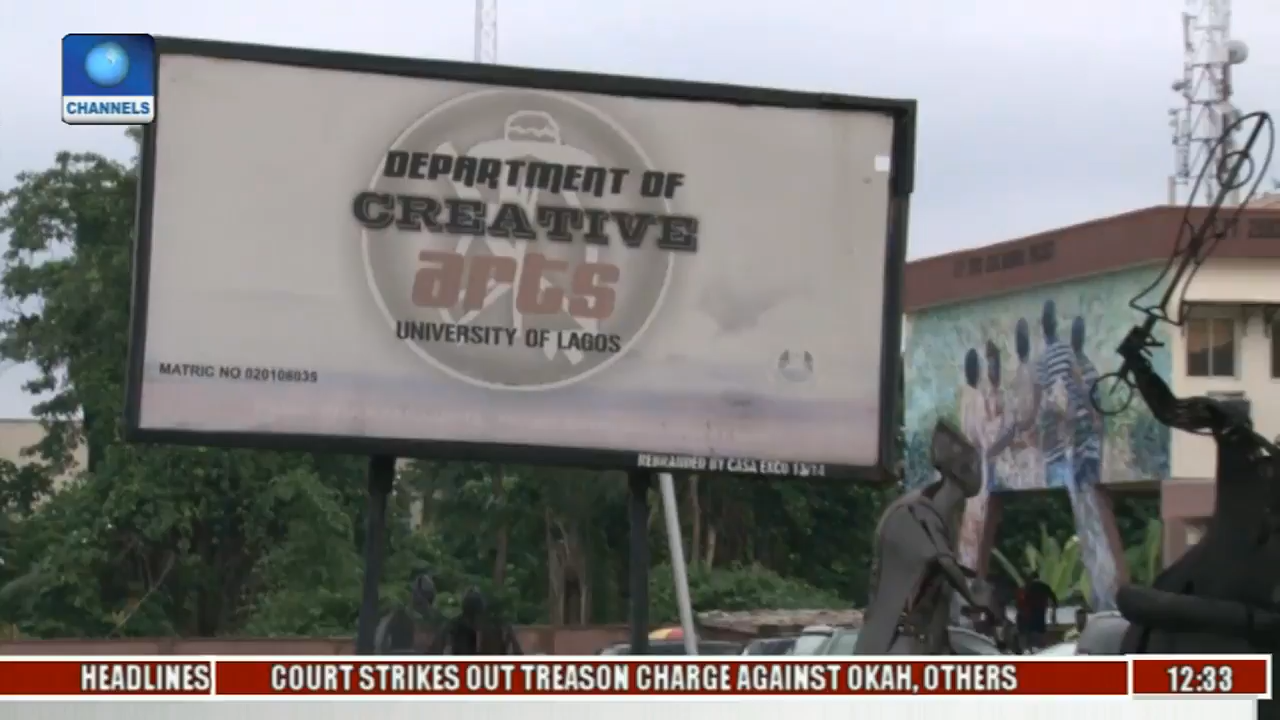 CHANNELS
DEPARTMENT OF
CREATIVE
arts
UNIVERSITY OF LAGOS
MATRIC NO 020106035
REBRANDED BY CASA EXCO 13/14
HEADLINES
COURT STRIKES OUT TREASON CHARGE AGAINST OKAH, OTHERS
12:33